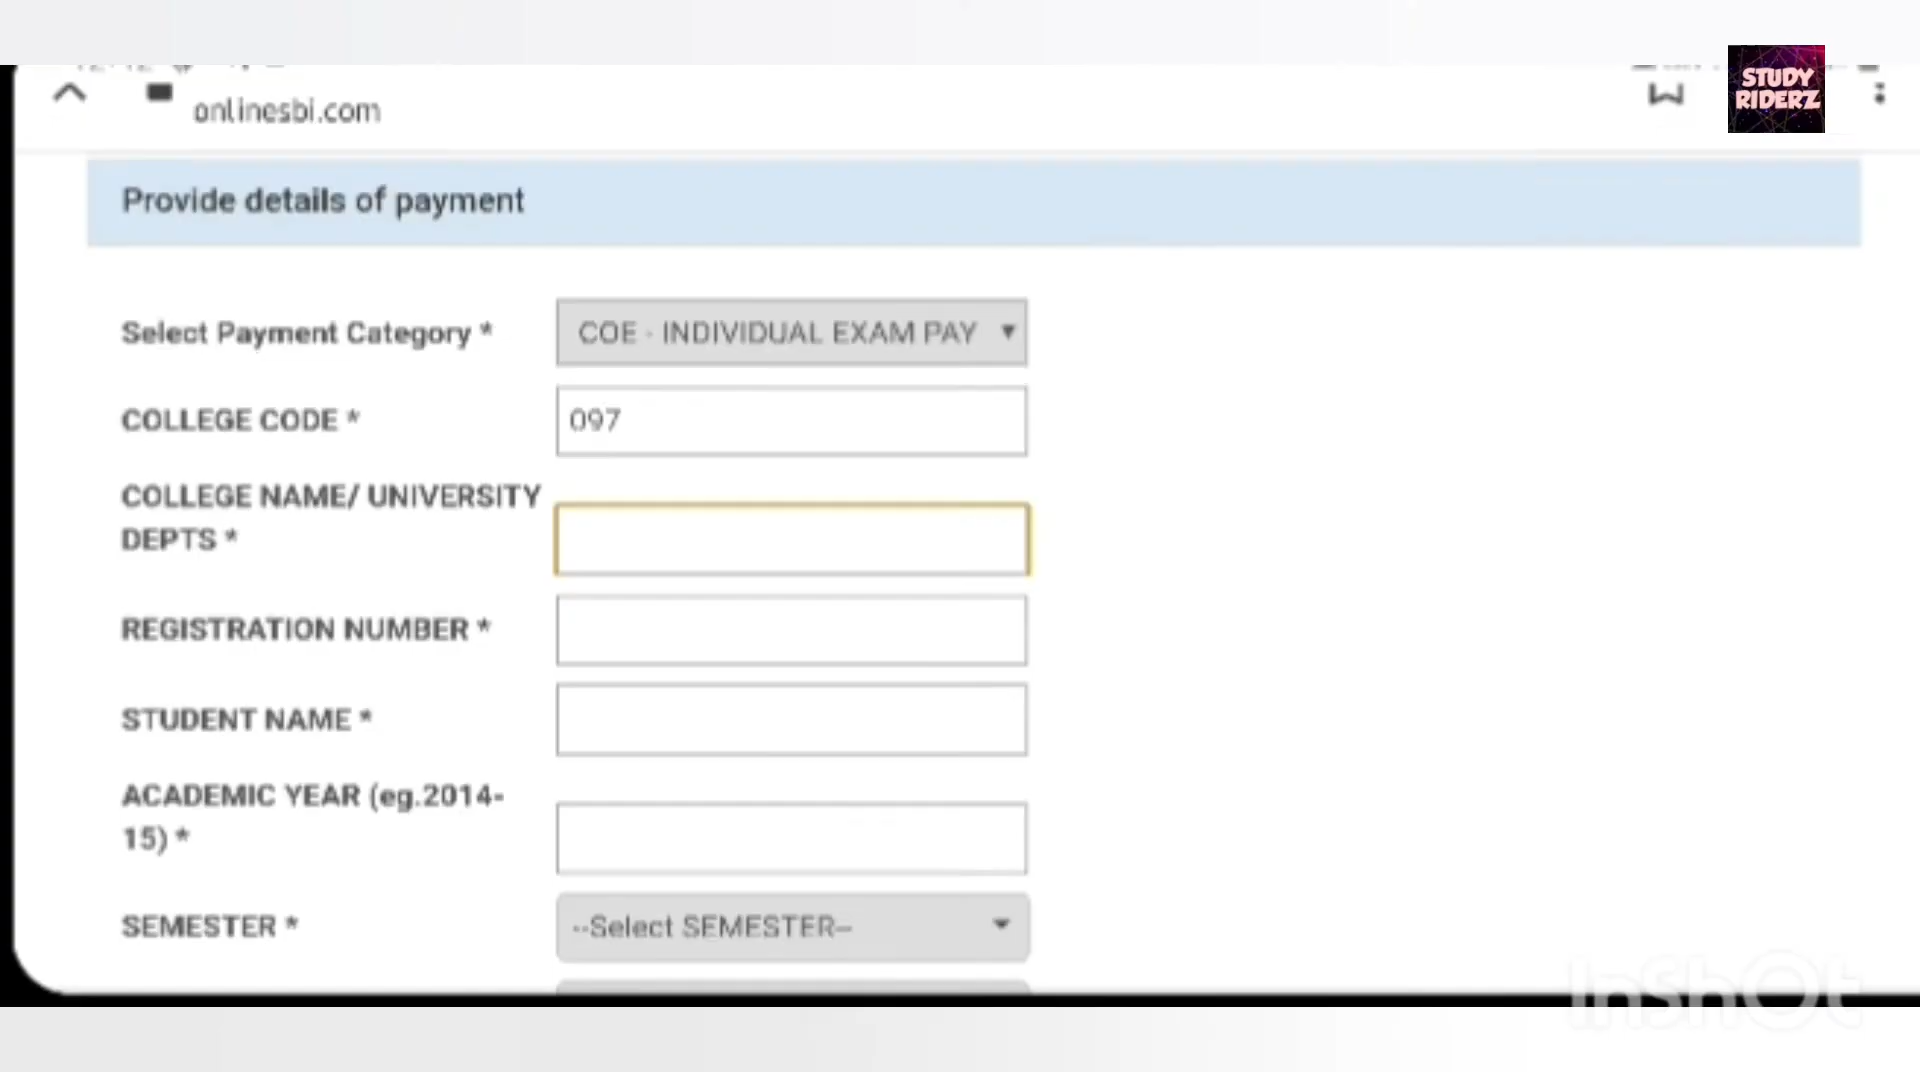 onlinesbi.com
STUDY
RIDERZ
Provide details of payment
Select Payment Category *
COE - INDIVIDUAL EXAM PAY
COLLEGE CODE *
097
COLLEGE NAME/ UNIVERSITY
DEPTS *
REGISTRATION NUMBER *
STUDENT NAME *
ACADEMIC YEAR (eg.2014-
15) *
SEMESTER *
--Select SEMESTER--
InShOt